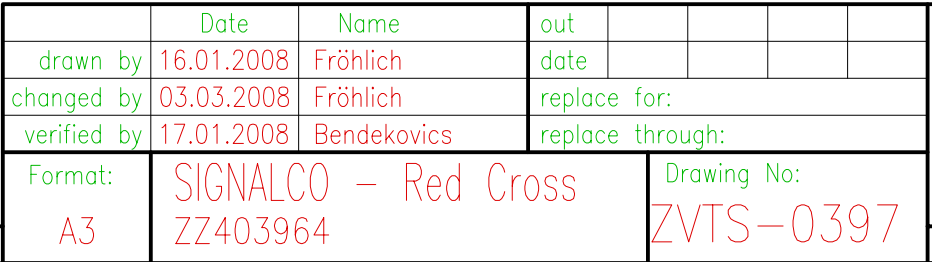 Date Name out
drawn by 16.01.2008 Fröhlich date
changed by 03.03.2008 Fröhlich replace for:
verified by 17.01.2008 Bendekovics replace through:
Format: SIGNALCO - Red Cross Drawing No:
A3 ZZ403964 ZVTS-0397